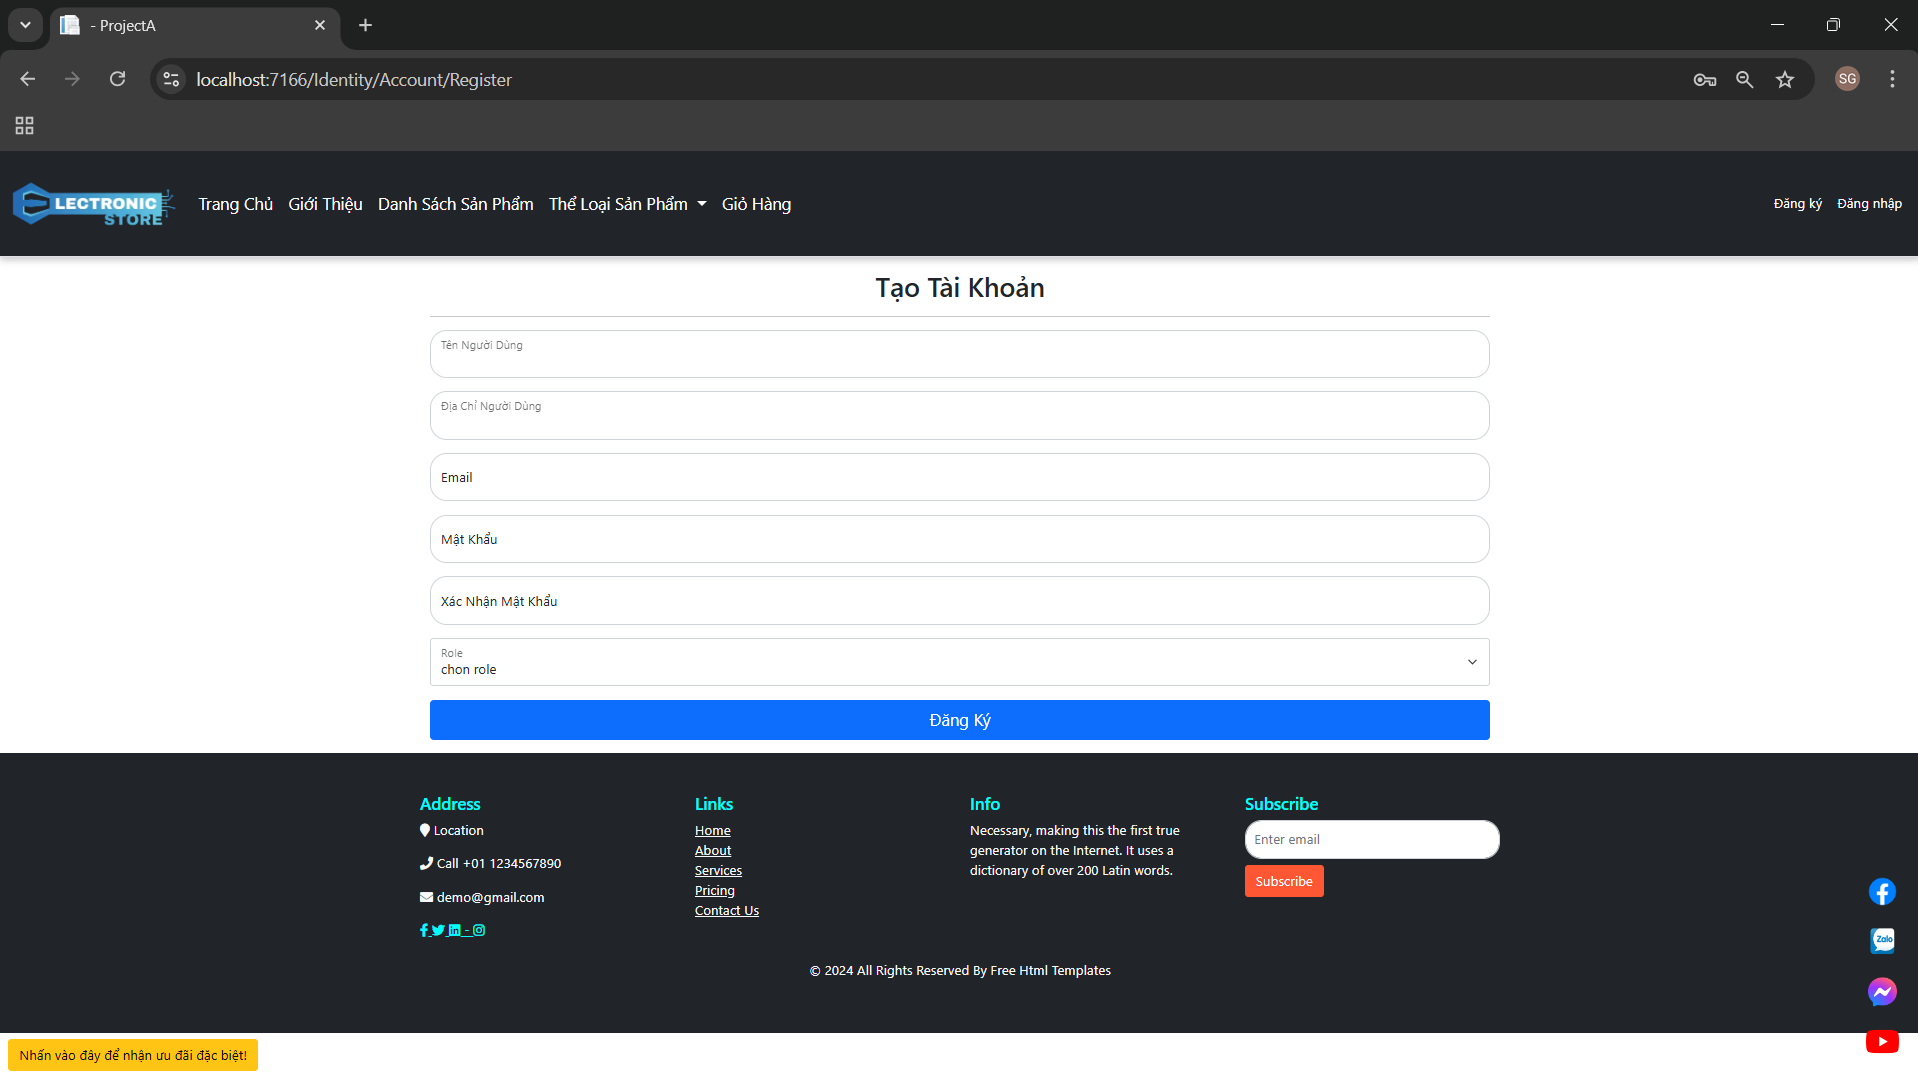 - ProjectA
localhost:7166/Identity/Account/Register
SG
LECTRONIC
STORE
Trang Chủ
Giới Thiệu
Danh Sách Sản Phẩm
Thể Loại Sản Phẩm
Giỏ Hàng
Đăng ký
Đăng nhập
Tạo Tài Khoản
Tên Người Dùng
Địa Chỉ Người Dùng
Email
Mật Khẩu
Xác Nhận Mật Khẩu
Role
chon role
Đăng Ký
Address
Location
Call +01 1234567890
demo@gmail.com
-
Links
Home
About
Services
Pricing
Contact Us
Info
Necessary, making this the first true
generator on the Internet. It uses a
dictionary of over 200 Latin words.
Subscribe
Enter email
Subscribe
Zalo
© 2024 All Rights Reserved By Free Html Templates
Nhấn vào đây để nhận ưu đãi đặc biệt!